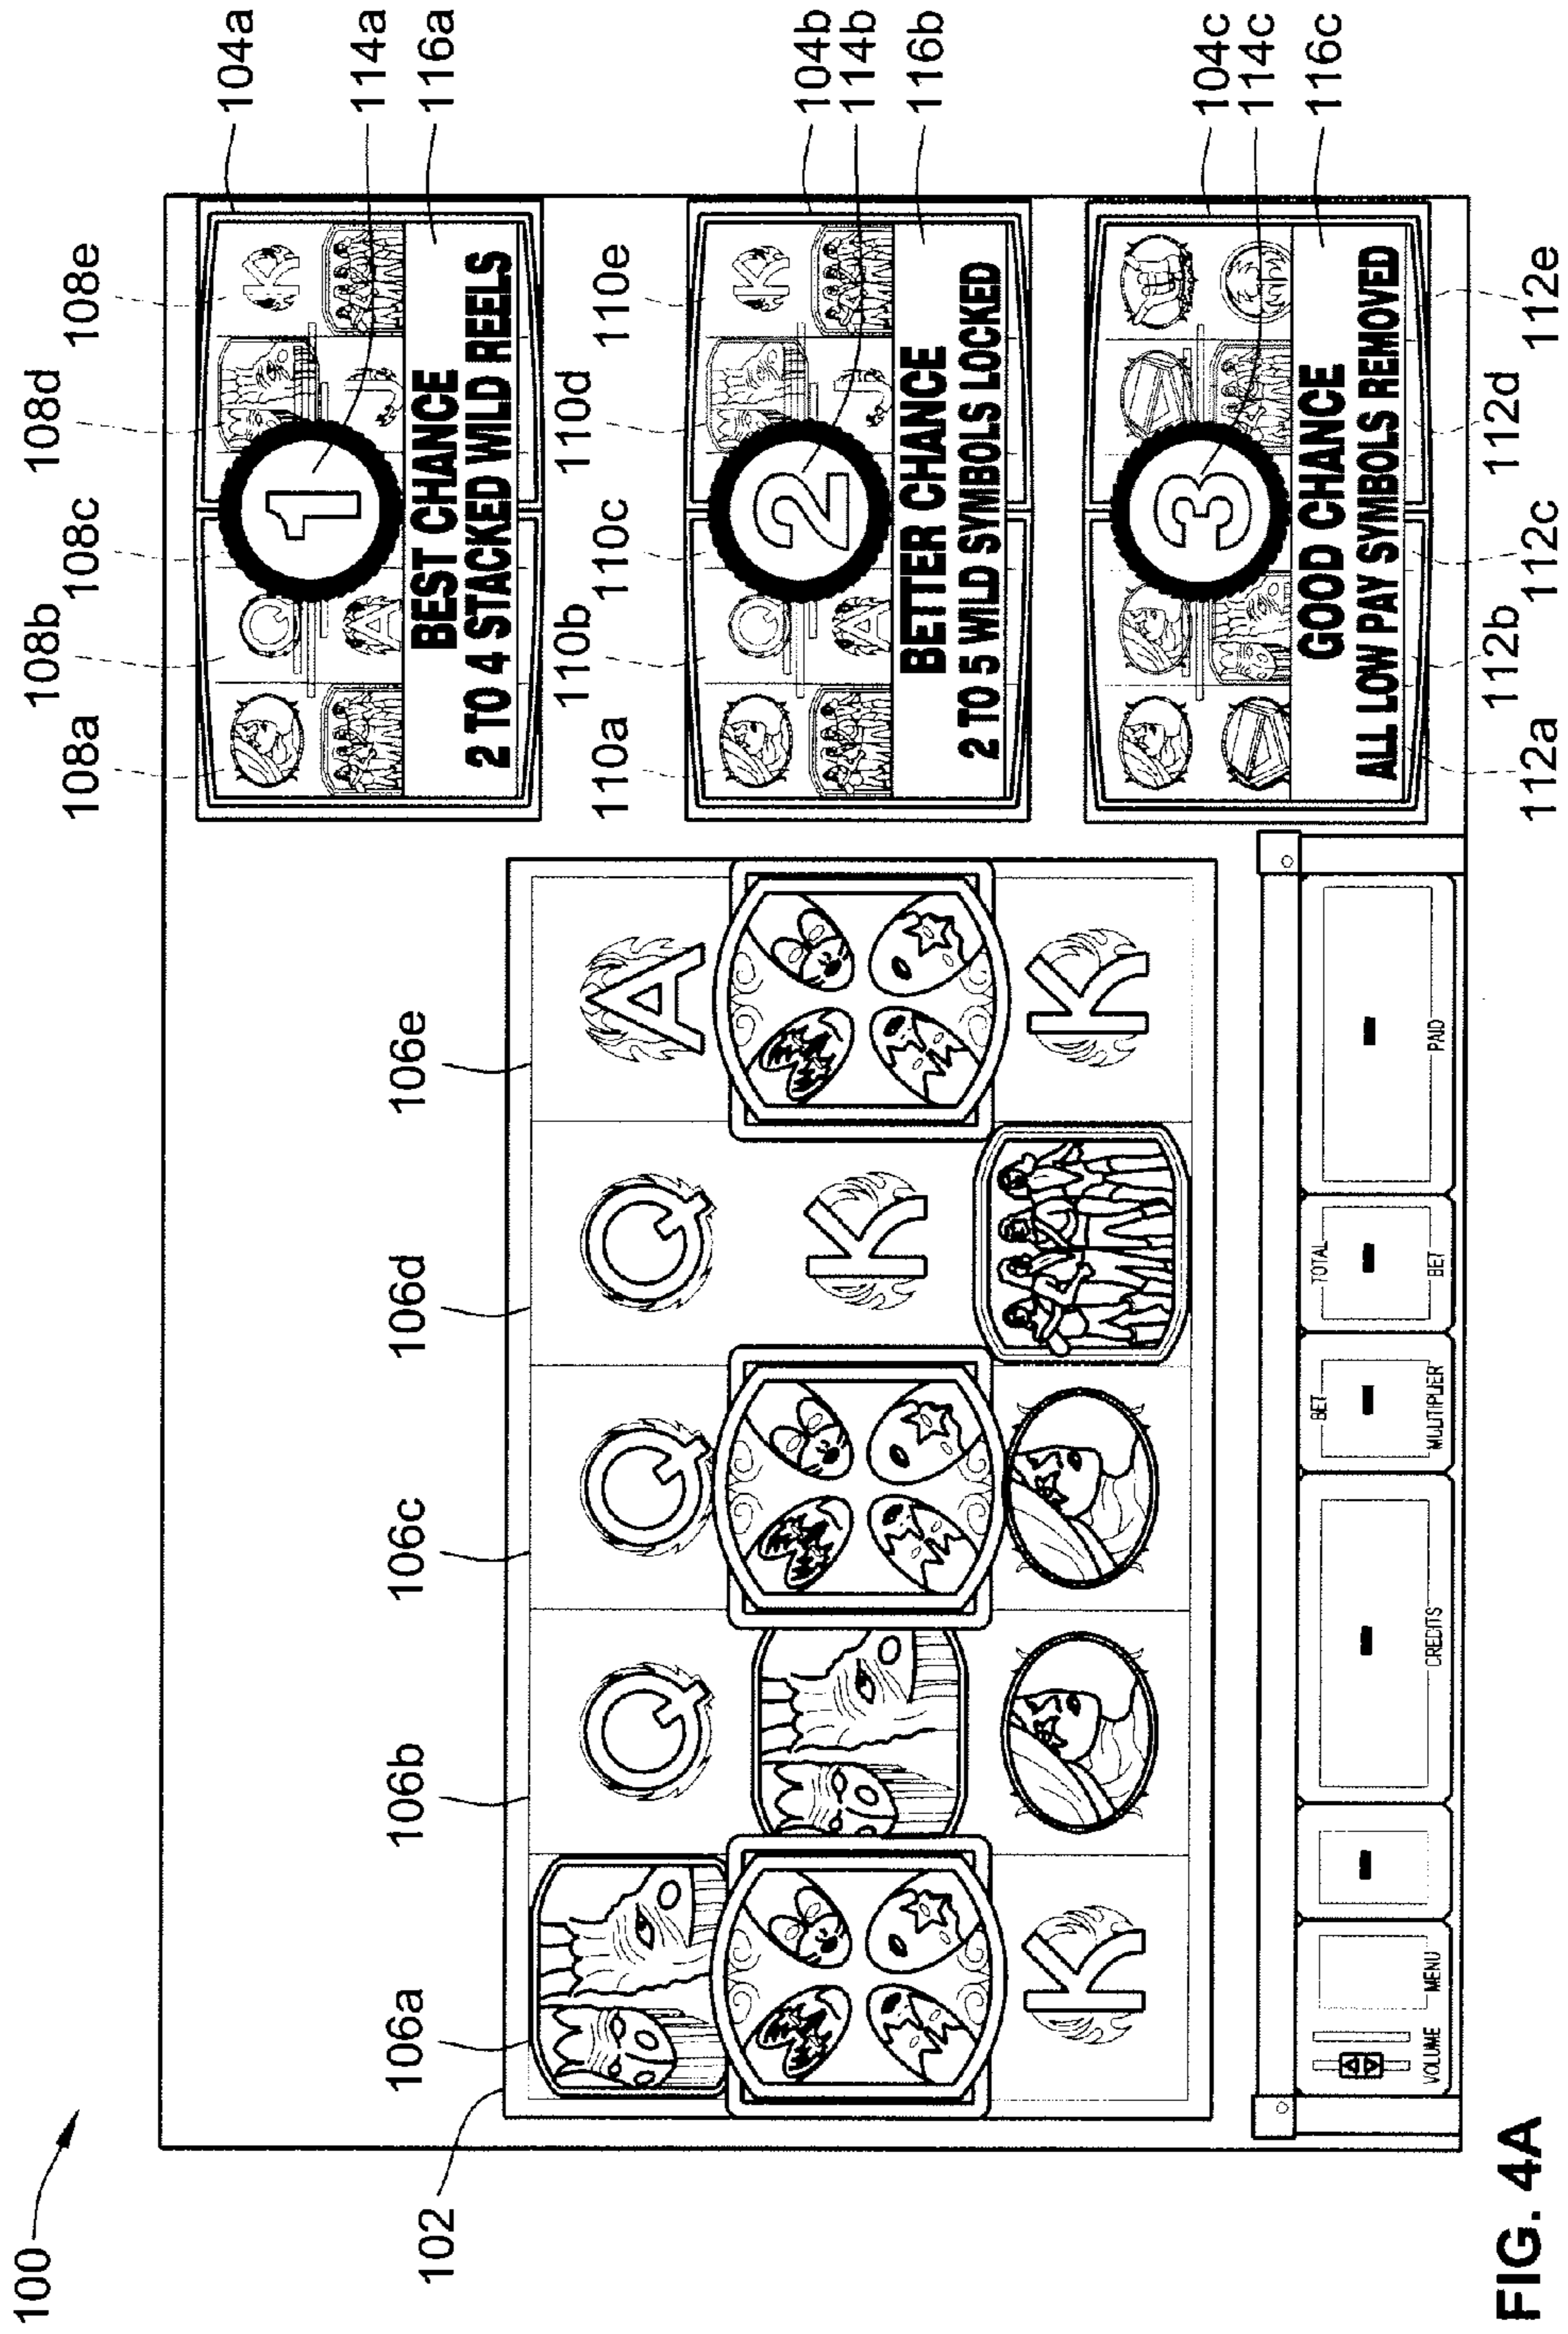 100
102
106a
106b
106c
106d
106e
Q
Q
Q
A
K
K
K
VOLUME
MENU
CREDITS
BET
MULTIPLIER
TOTAL
BET
PAID
108a
108b
108c
108d
108e
Q
K
A
J
1
BEST CHANCE
2 TO 4 STACKED WILD REELS
104a
114a
116a
110a
110b
110c
110d
110e
Q
K
A
J
2
BETTER CHANCE
2 TO 5 WILD SYMBOLS LOCKED
104b
114b
116b
3
GOOD CHANCE
ALL LOW PAY SYMBOLS REMOVED
104c
114c
116c
112a
112b
112c
112d
112e
FIG. 4A